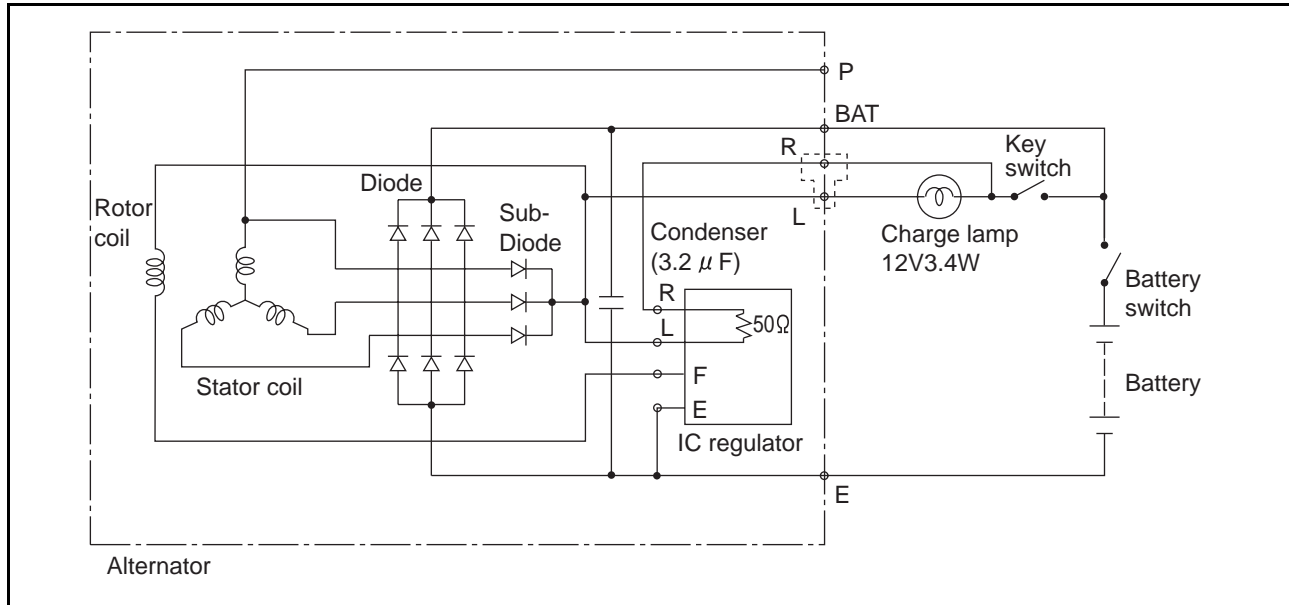 P
BAT
R
Key
switch
Diode
Rotor
coil
Sub-
Diode
L
Condenser
(3.2 μ F)
Charge lamp
12V3.4W
R
Battery
switch
L
50Ω
Stator coil
F
Battery
E
IC regulator
E
Alternator